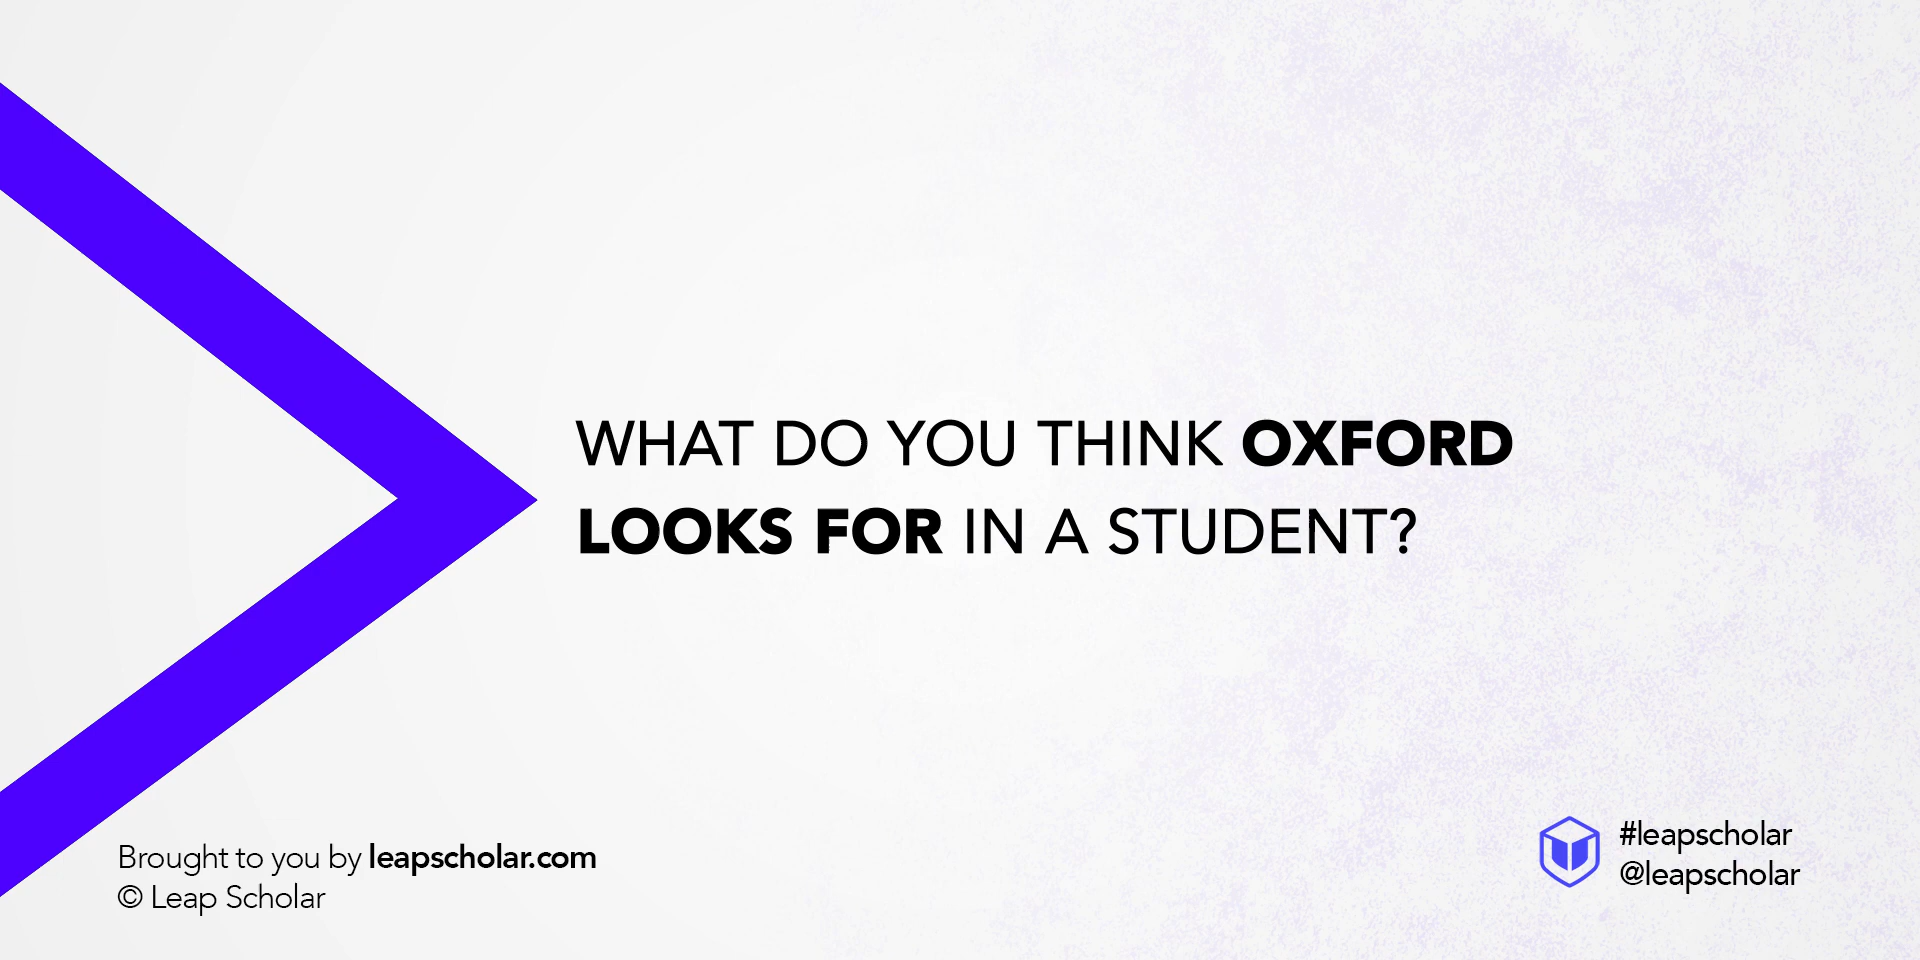 WHAT DO YOU THINK OXFORD
LOOKS FOR IN A STUDENT?
Brought to you by leapscholar.com
© Leap Scholar
#leapscholar
@leapscholar